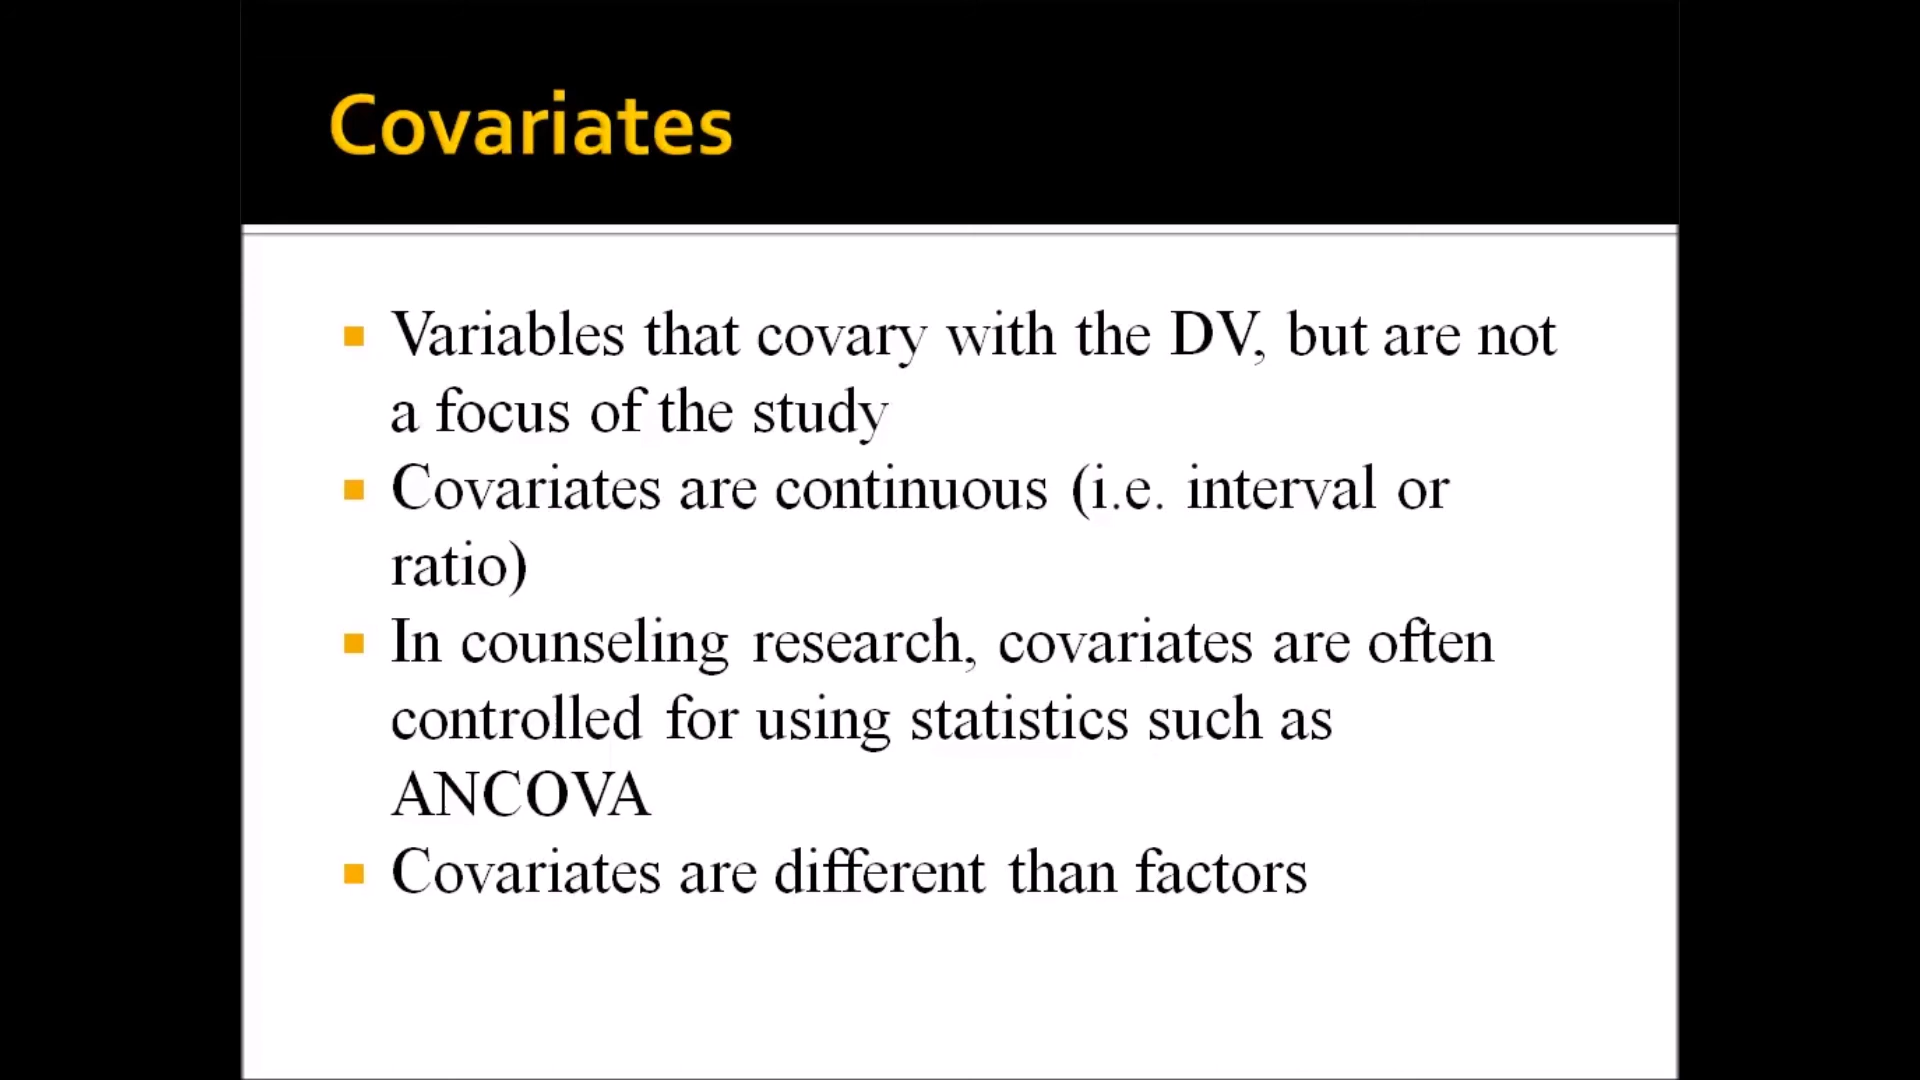 Covariates
Variables that covary with the DV, but are not
a focus of the study
Covariates are continuous (i.e. interval or
ratio)
In counseling research, covariates are often
controlled for using statistics such as
ANCOVA
Covariates are different than factors